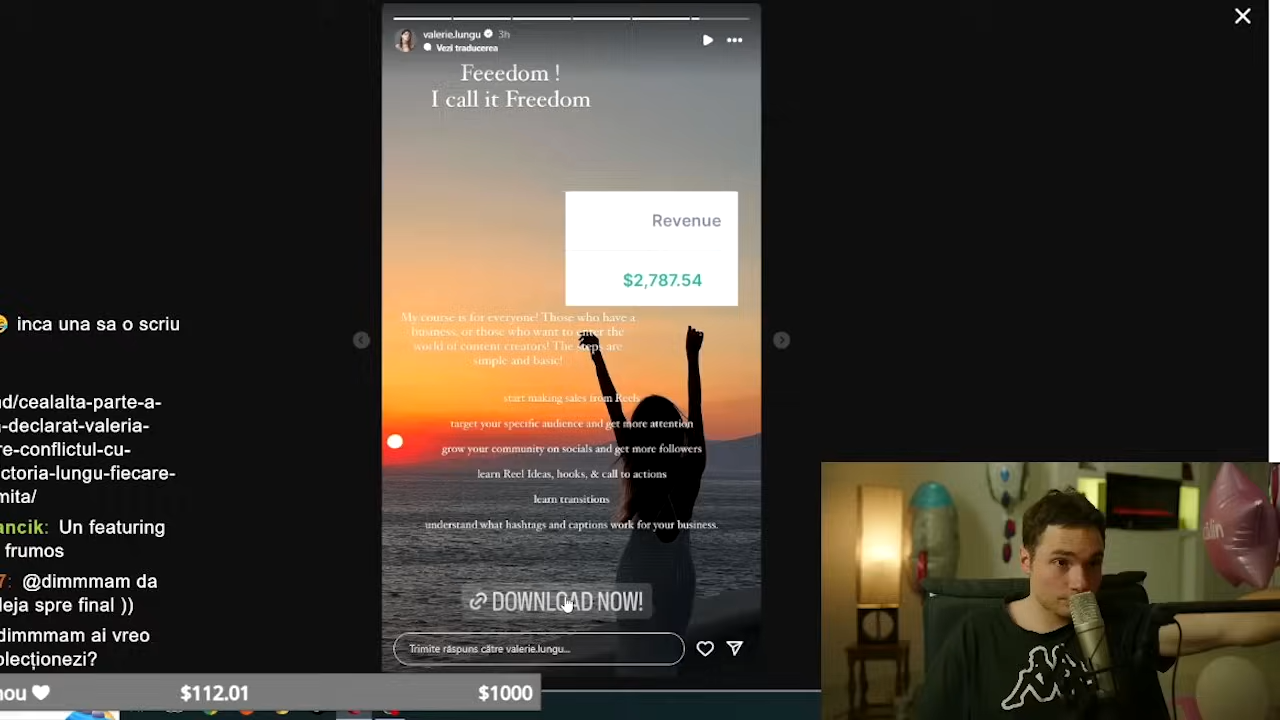 valerie.lungu 3h
Vezi traducerea
Feeedom !
I call it Freedom
Revenue
$2,787.54
My course is for everyone! Those who have a
business, or those who want to enter the
world of content creators! The steps are
simple and basic!
start making sales from Reels
target your specific audience and get more attention
grow your community on socials and get more followers
learn Reel Ideas, hooks, & call to actions
learn transitions
understand what hashtags and captions work for your business.
DOWNLOAD NOW!
Trimite răspuns către valerie.lungu...
inca una sa o scriu
d/cealalta-parte-a-
-declarat-valeria-
re-conflictul-cu-
ctoria-lungu-fiecare-
mita/
ancik: Un featuring
frumos
7: @dimmmam da
leja spre final ))
dimmmam ai vreo
olecționezi?
nou $112.01 $1000